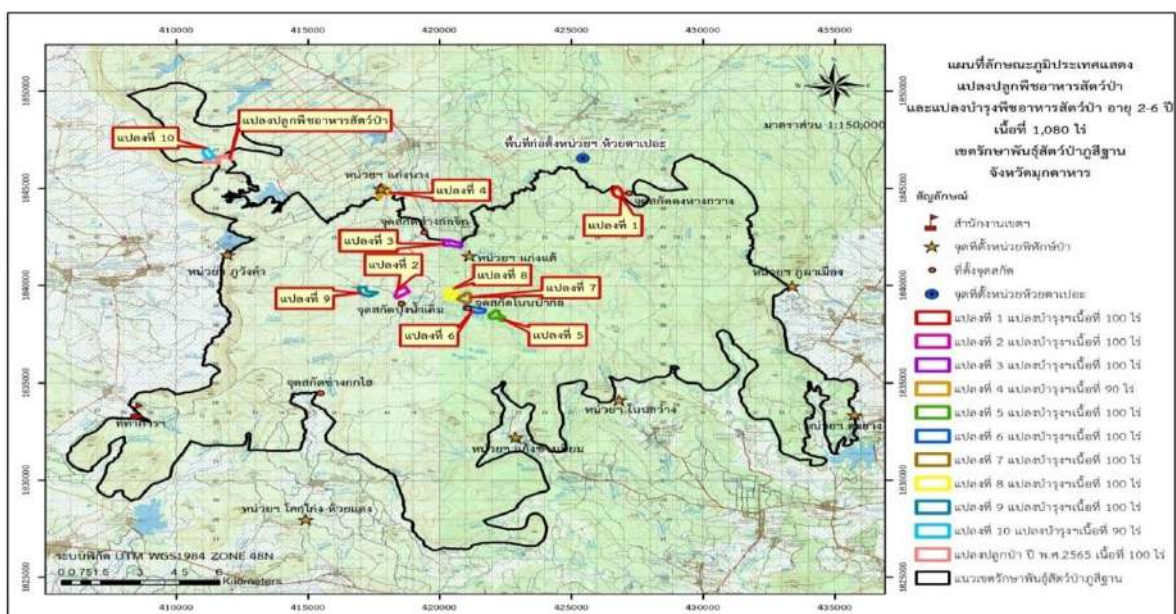 410000 415000 420000 425000 430000 435000
แผนที่ลักษณะภูมิประเทศแสดง
แปลงปลูกพืชอาหารสัตว์ป่า
และแปลงบำรุงพืชอาหารสัตว์ป่า อายุ 2-6 ปี
เนื้อที่ 1,080 ไร่
เขตรักษาพันธุ์สัตว์ป่าภูสีฐาน
จังหวัดมุกดาหาร
มาตราส่วน 1:150,000
1850000
1850000
แปลงปลูกพืชอาหารสัตว์ป่า
แปลงที่ 10
พื้นที่ก่อตั้งหน่วยฯ ห้วยตาเปอะ
หน่วยฯ แก่งนาง
แปลงที่ 4
1845000
1845000
แปลงที่ 1
แปลงที่ 3
แปลงที่ 2
หน่วยฯ แก่งแต้
แปลงที่ 8
แปลงที่ 7
หน่วยฯ ภูวังคำ
หน่วยฯ ภูผาเมือง
แปลงที่ 9
1840000
1840000
แปลงที่ 6
แปลงที่ 5
1835000
1835000
หน่วยฯ โนนสว่าง
1830000
1830000
ระบบพิกัด UTM WGS1984 ZONE 48N
0 0.75 1.5 3 4.5 6
Kilometers
1825000
1825000
410000 415000 420000 425000 430000 435000
สัญลักษณ์
สำนักงานเขตฯ
จุดที่ตั้งหน่วยพิทักษ์ป่า
ที่ตั้งจุดสกัด
จุดที่ตั้งหน่วยห้วยตาเปอะ
แปลงที่ 1 แปลงบำรุงฯเนื้อที่ 100 ไร่
แปลงที่ 2 แปลงบำรุงฯเนื้อที่ 100 ไร่
แปลงที่ 3 แปลงบำรุงฯเนื้อที่ 100 ไร่
แปลงที่ 4 แปลงบำรุงฯเนื้อที่ 90 ไร่
แปลงที่ 5 แปลงบำรุงฯเนื้อที่ 100 ไร่
แปลงที่ 6 แปลงบำรุงฯเนื้อที่ 100 ไร่
แปลงที่ 7 แปลงบำรุงฯเนื้อที่ 100 ไร่
แปลงที่ 8 แปลงบำรุงฯเนื้อที่ 100 ไร่
แปลงที่ 9 แปลงบำรุงฯเนื้อที่ 100 ไร่
แปลงที่ 10 แปลงบำรุงฯเนื้อที่ 90 ไร่
แปลงปลูกป่า ปี พ.ศ.2565 เนื้อที่ 100 ไร่
แนวเขตรักษาพันธุ์สัตว์ป่าภูสีฐาน